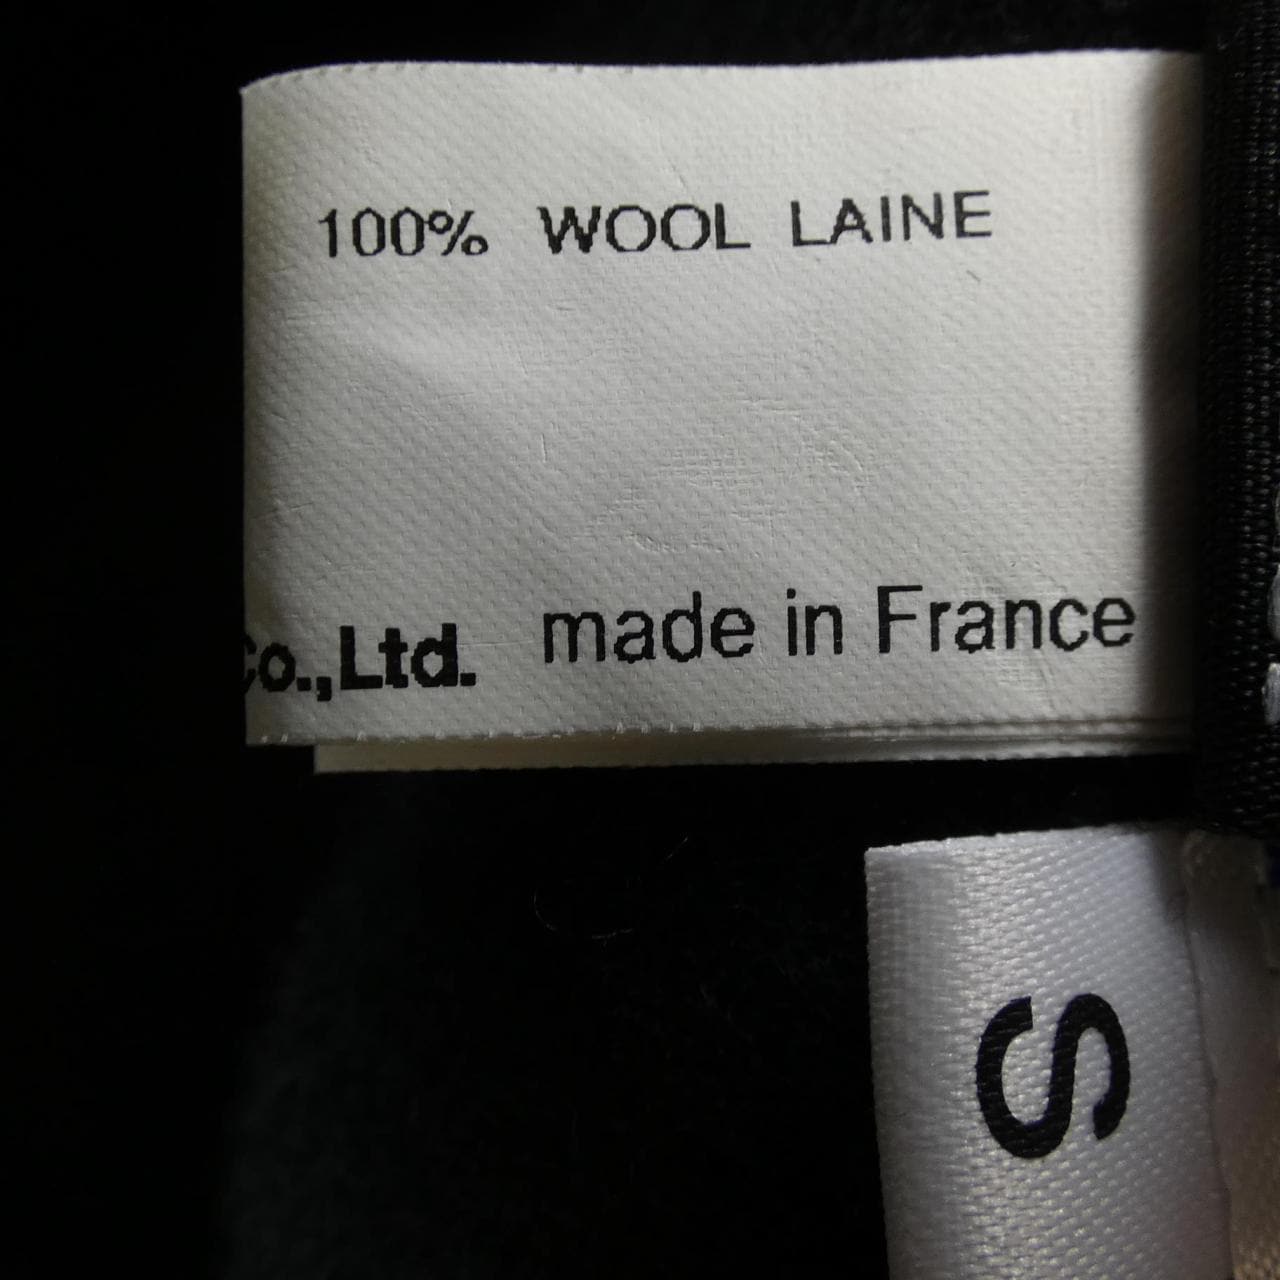 100% WOOL LAINE
Co.,Ltd. made in France
S